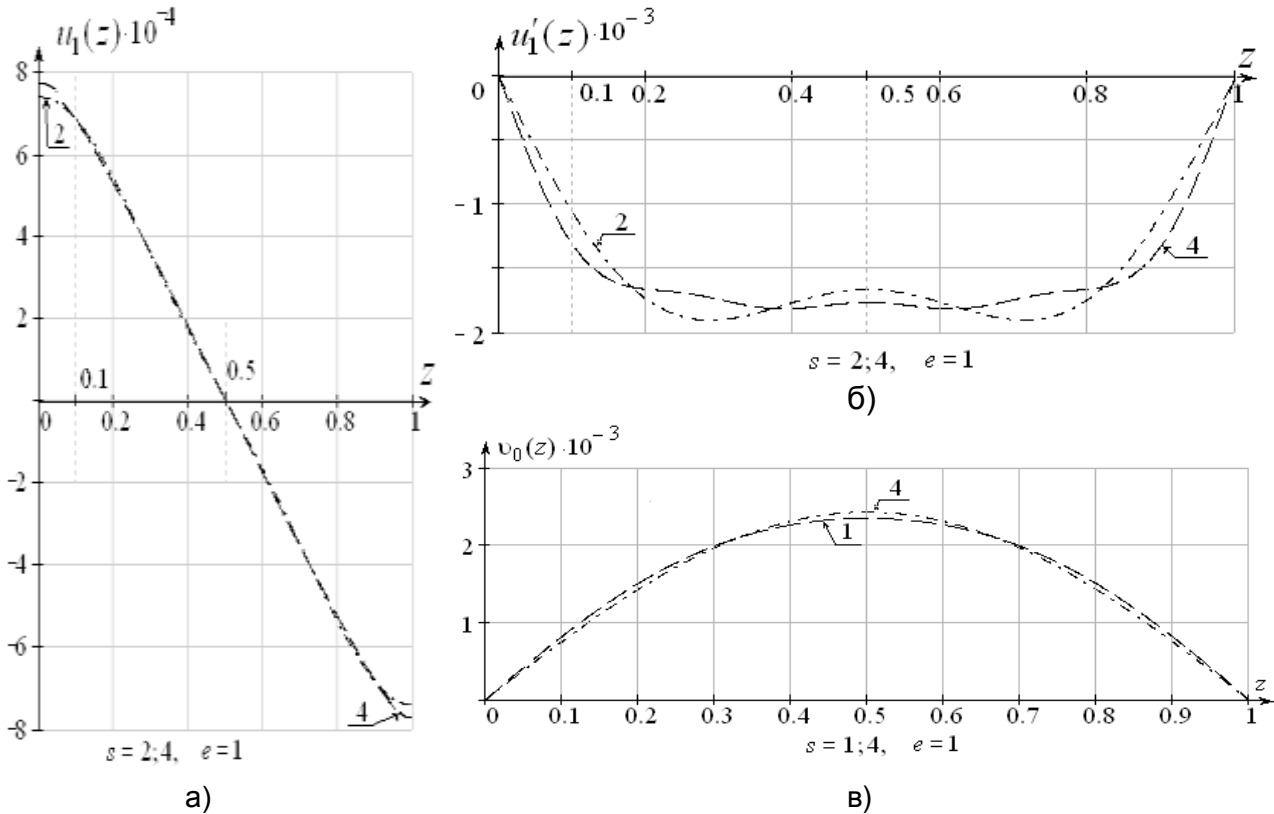 u₁(z)·10⁻⁴
8
6
4
2
0
−2
−4
−6
−8
2
0.1
0.5
z
0.2
0.4
0.6
0.8
1
4
s = 2;4, e = 1
а)
u₁′(z)·10⁻³
z
0
0.1 0.2 0.4 0.5 0.6 0.8 1
−1
−2
2
4
s = 2;4, e = 1
б)
υ₀(z)·10⁻³
3
2
1
4
1
z
0 0.1 0.2 0.3 0.4 0.5 0.6 0.7 0.8 0.9 1
s = 1;4, e = 1
в)